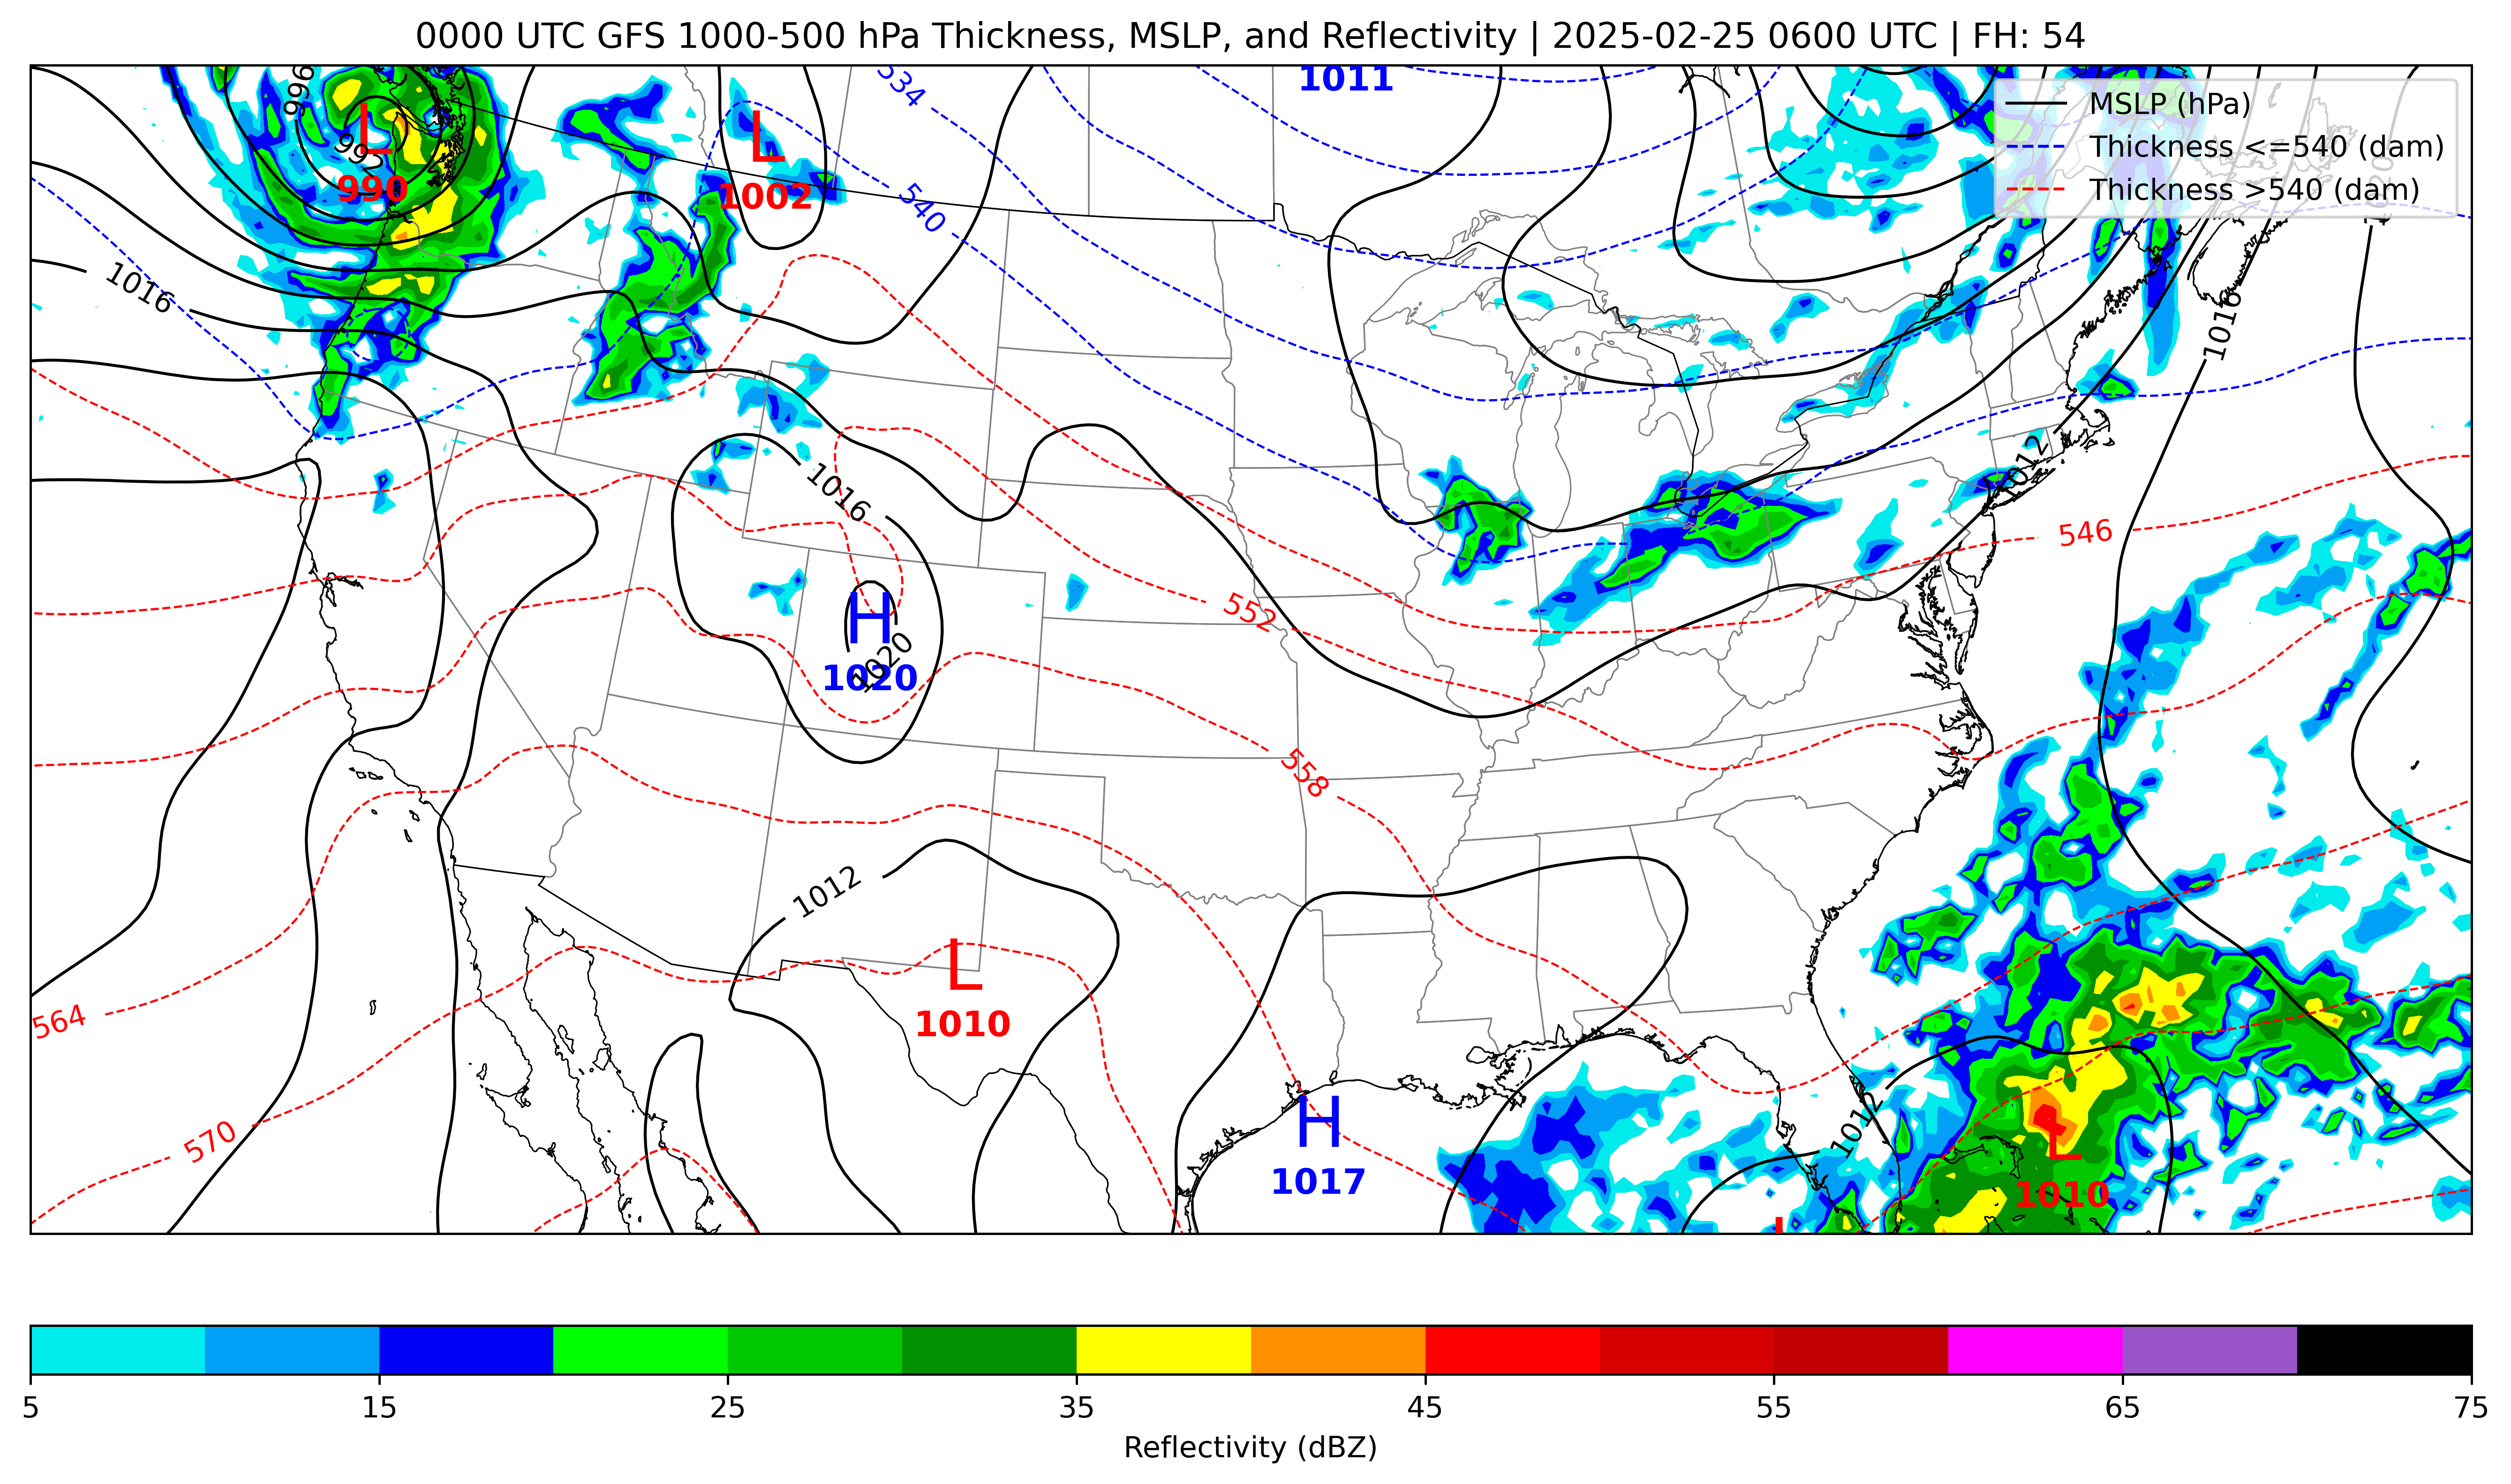 0000 UTC GFS 1000-500 hPa Thickness, MSLP, and Reflectivity | 2025-02-25 0600 UTC | FH: 54
MSLP (hPa)
Thickness <=540 (dam)
Thickness >540 (dam)
996
534
1011
L
992
990
L
1002
540
1016
1016
1012
1016
546
H
1020
1020
552
558
1012
L
1010
564
570
H
1017
1012
L
1010
5
15
25
35
45
55
65
75
Reflectivity (dBZ)